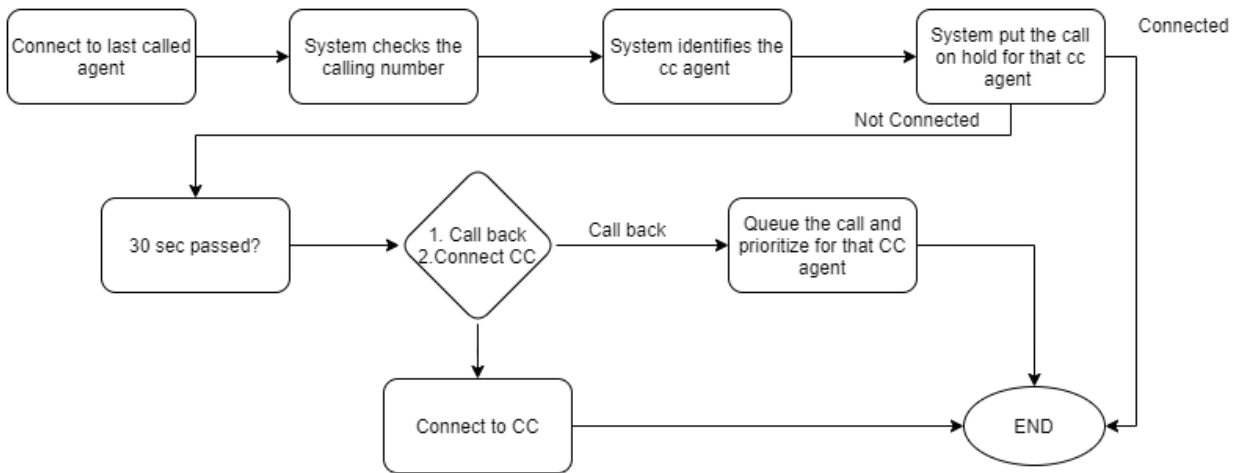 Connect to last called
agent
System checks the
calling number
System identifies the
cc agent
System put the call
on hold for that cc
agent
Connected
Not Connected
30 sec passed?
1. Call back
2.Connect CC
Call back
Queue the call and
prioritize for that CC
agent
Connect to CC
END